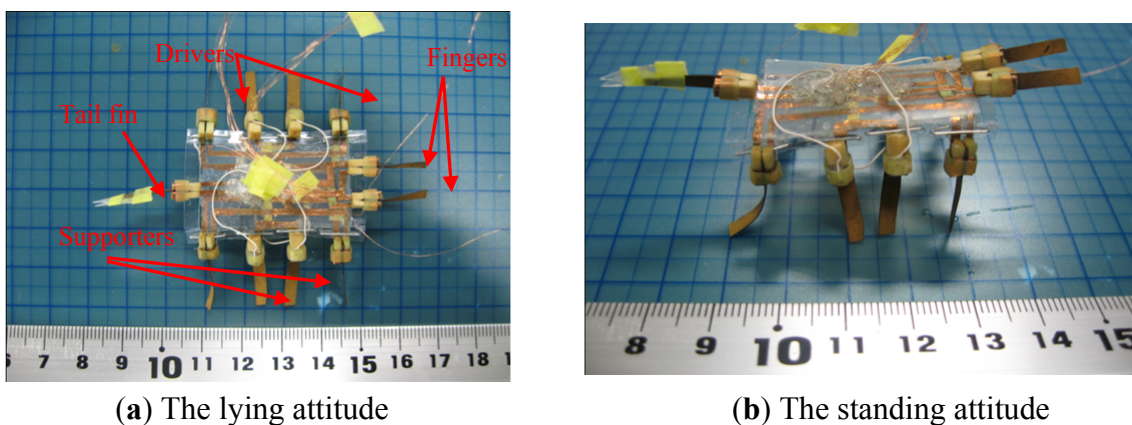 Drivers
Fingers
Tail fin
Supporters
7 8 9 10 11 12 13 14 15 16 17 18
8 9 10 11 12 13 14 15
(a) The lying attitude
(b) The standing attitude